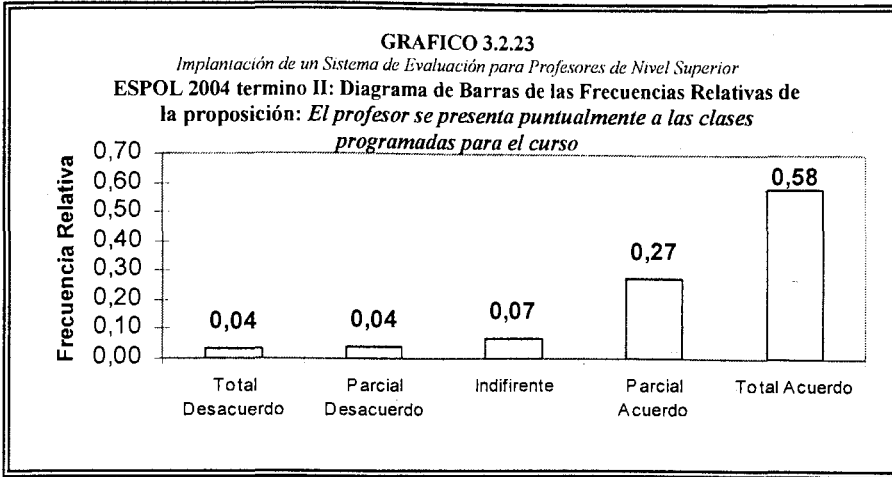 GRAFICO 3.2.23
Implantación de un Sistema de Evaluación para Profesores de Nivel Superior
ESPOL 2004 termino II: Diagrama de Barras de las Frecuencias Relativas de
la proposición: El profesor se presenta puntualmente a las clases
programadas para el curso
Frecuencia Relativa
0,70
0,60
0,50
0,40
0,30
0,20
0,10
0,00
0,04
0,04
0,07
0,27
0,58
Total
Desacuerdo
Parcial
Desacuerdo
Indifirente
Parcial
Acuerdo
Total Acuerdo